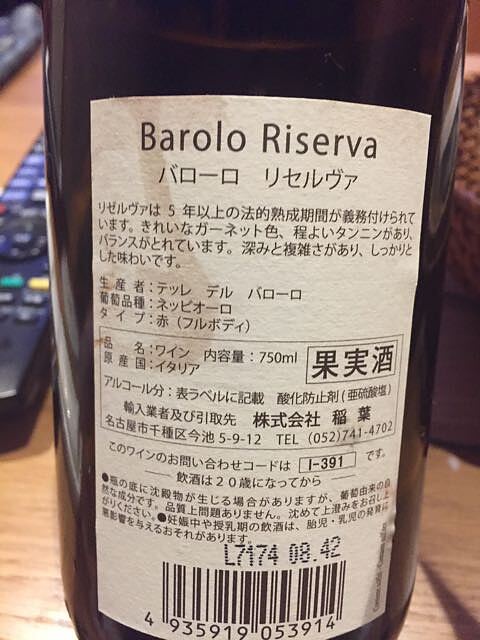 Barolo Riserva
バローロ リセルヴァ
リゼルヴァは 5 年以上の法的熟成期間が義務付けられて
います。きれいなガーネット色、程よいタンニンがあり、
バランスがとれています。深みと複雑さがあり、しっかりと
した味わいです。
生 産 者：テッレ デル バローロ
葡萄品種：ネッビオーロ
タ イ プ：赤（フルボディ）
品 名：ワイン 内容量：750ml
原 産 国：イタリア
果実酒
アルコール分：表ラベルに記載 酸化防止剤(亜硫酸塩)
輸入業者及び引取先 株式会社 稲 葉
名古屋市千種区今池 5-9-12 TEL (052)741-4702
このワインのお問い合わせコードは I-391 です。
飲酒は２０歳になってから
●瓶の底に沈殿物が生じる場合がありますが、葡萄由来の自
然な成分です。品質上問題ありません。沈めて上澄みをお召し上
がりください。●妊娠中や授乳期の飲酒は、胎児・乳児の発育に
悪影響を与えるおそれがあります。
L7174 08.42
4 935919 053914